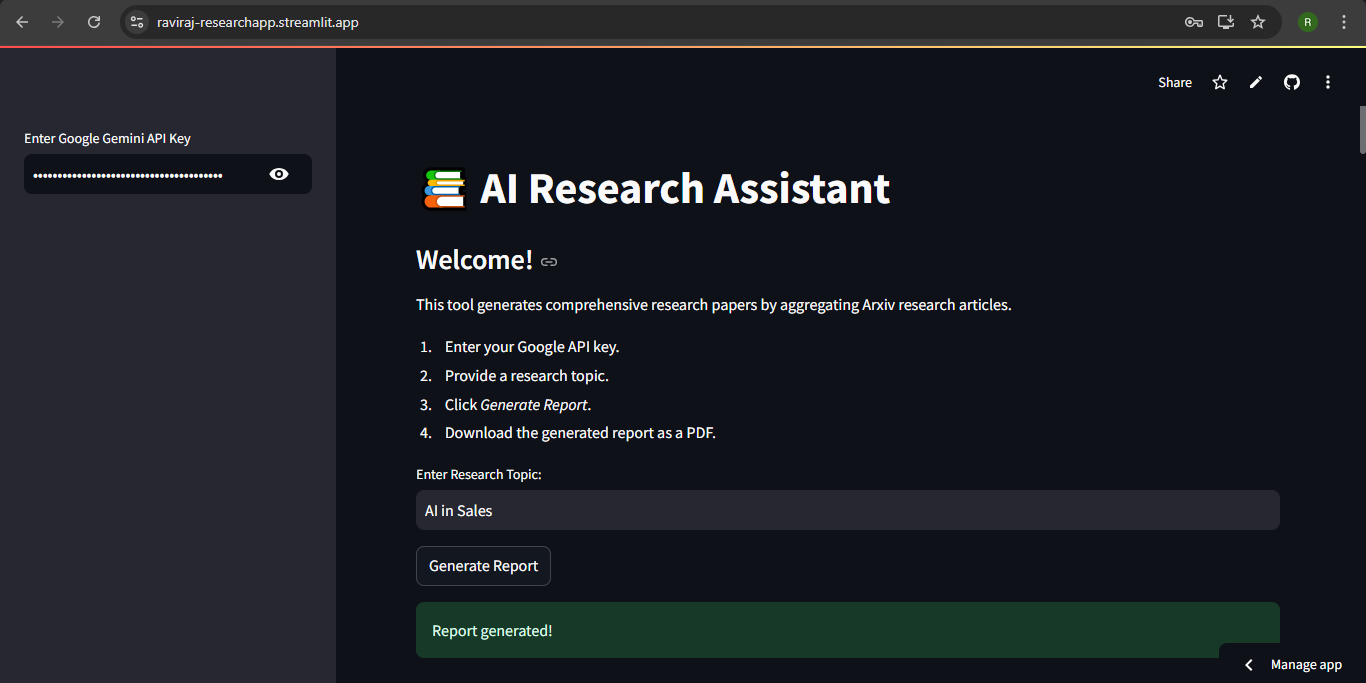 raviraj-researchapp.streamlit.app
R
Share
Enter Google Gemini API Key
AI Research Assistant
Welcome!
This tool generates comprehensive research papers by aggregating Arxiv research articles.
1. Enter your Google API key.
2. Provide a research topic.
3. Click Generate Report.
4. Download the generated report as a PDF.
Enter Research Topic:
AI in Sales
Generate Report
Report generated!
Manage app